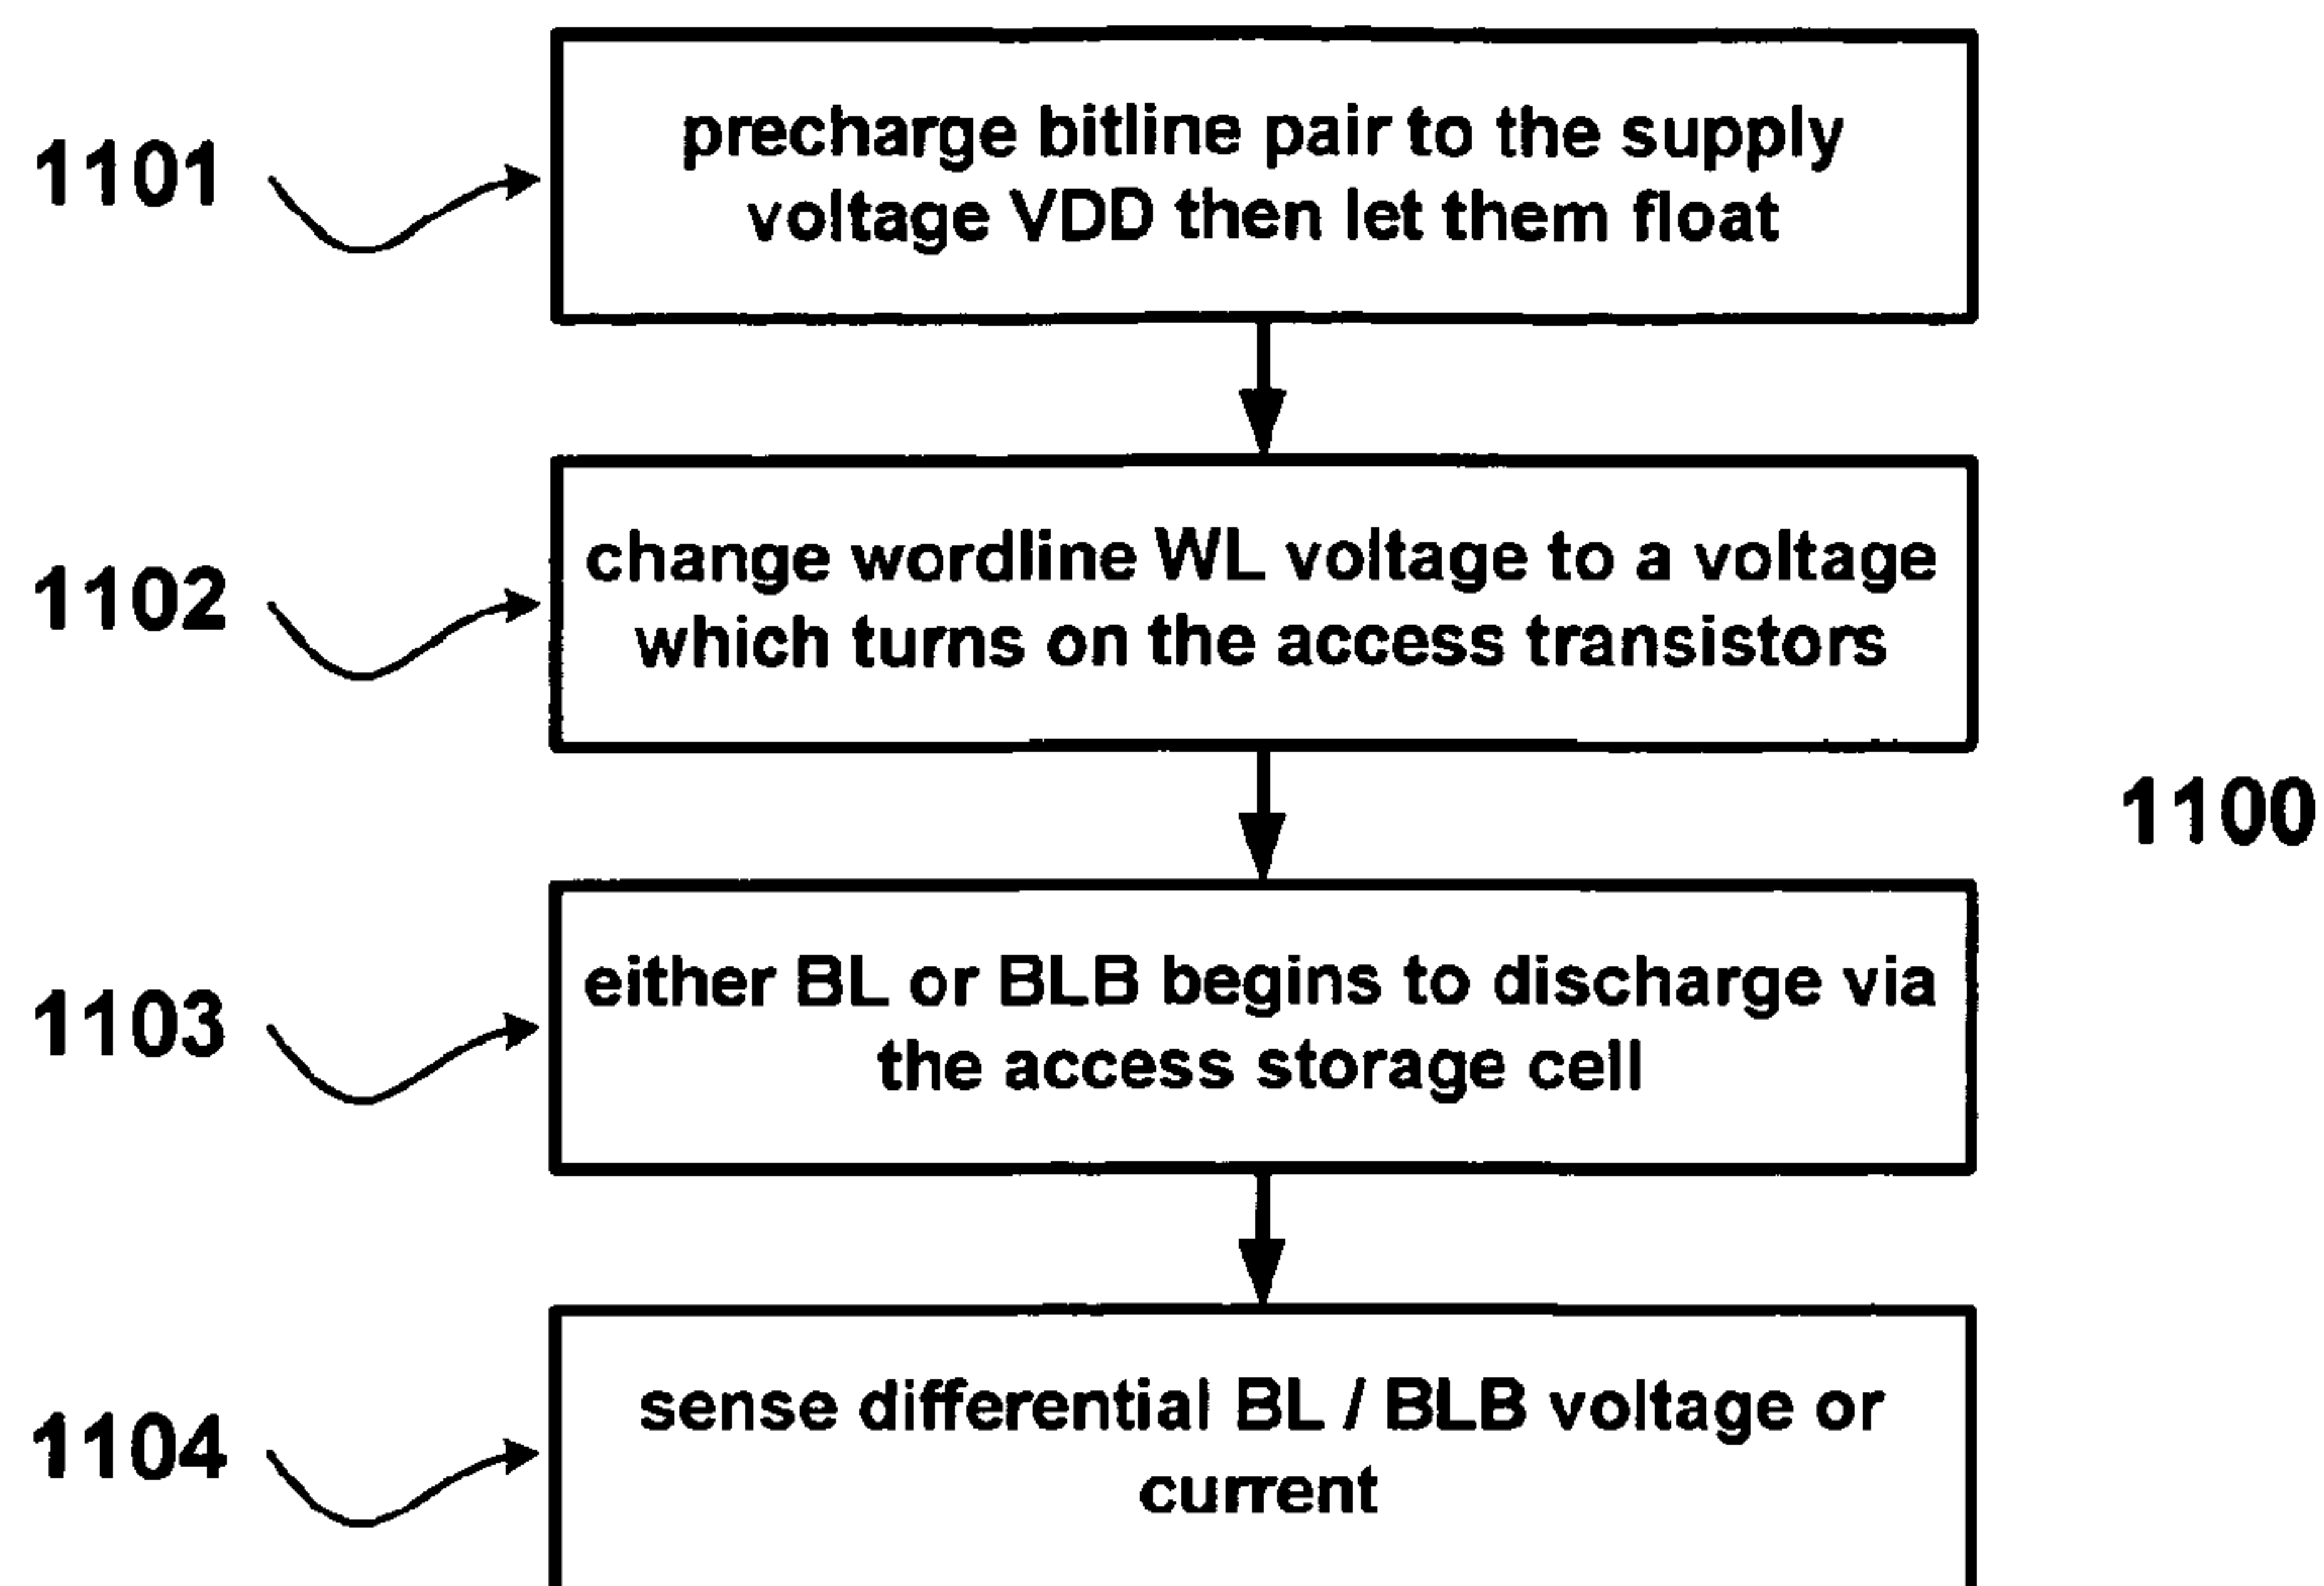 1101
precharge bitline pair to the supply
voltage VDD then let them float
1102
change wordline WL voltage to a voltage
which turns on the access transistors
1100
1103
either BL or BLB begins to discharge via
the access storage cell
1104
sense differential BL / BLB voltage or
current